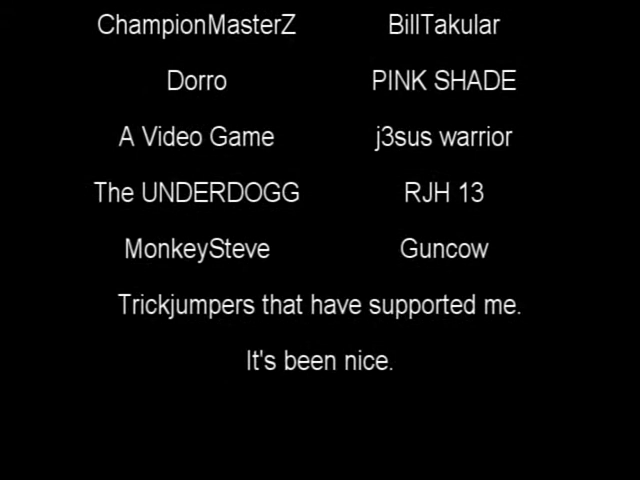 ChampionMasterZ BillTakular
Dorro PINK SHADE
A Video Game j3sus warrior
The UNDERDOGG RJH 13
MonkeySteve Guncow
Trickjumpers that have supported me.
It's been nice.